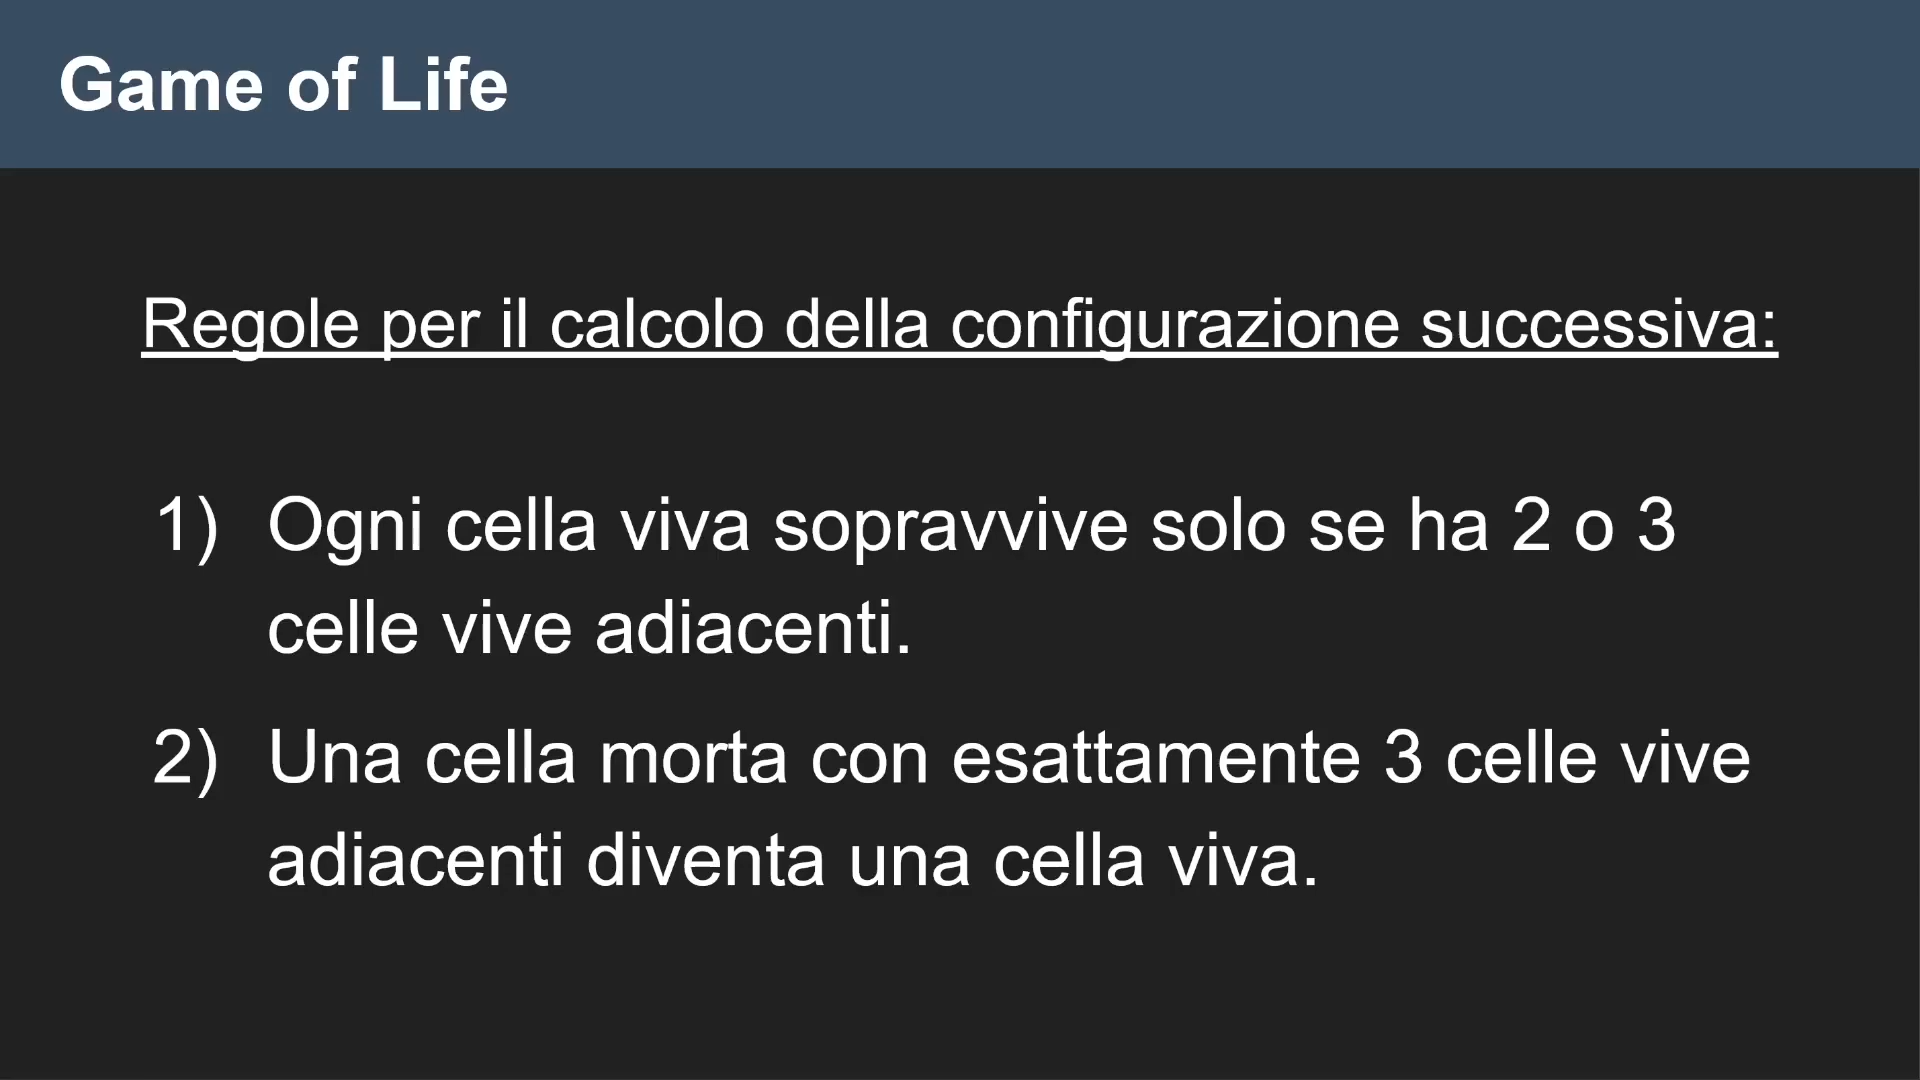 Game of Life
Regole per il calcolo della configurazione successiva:
1) Ogni cella viva sopravvive solo se ha 2 o 3
celle vive adiacenti.
2) Una cella morta con esattamente 3 celle vive
adiacenti diventa una cella viva.